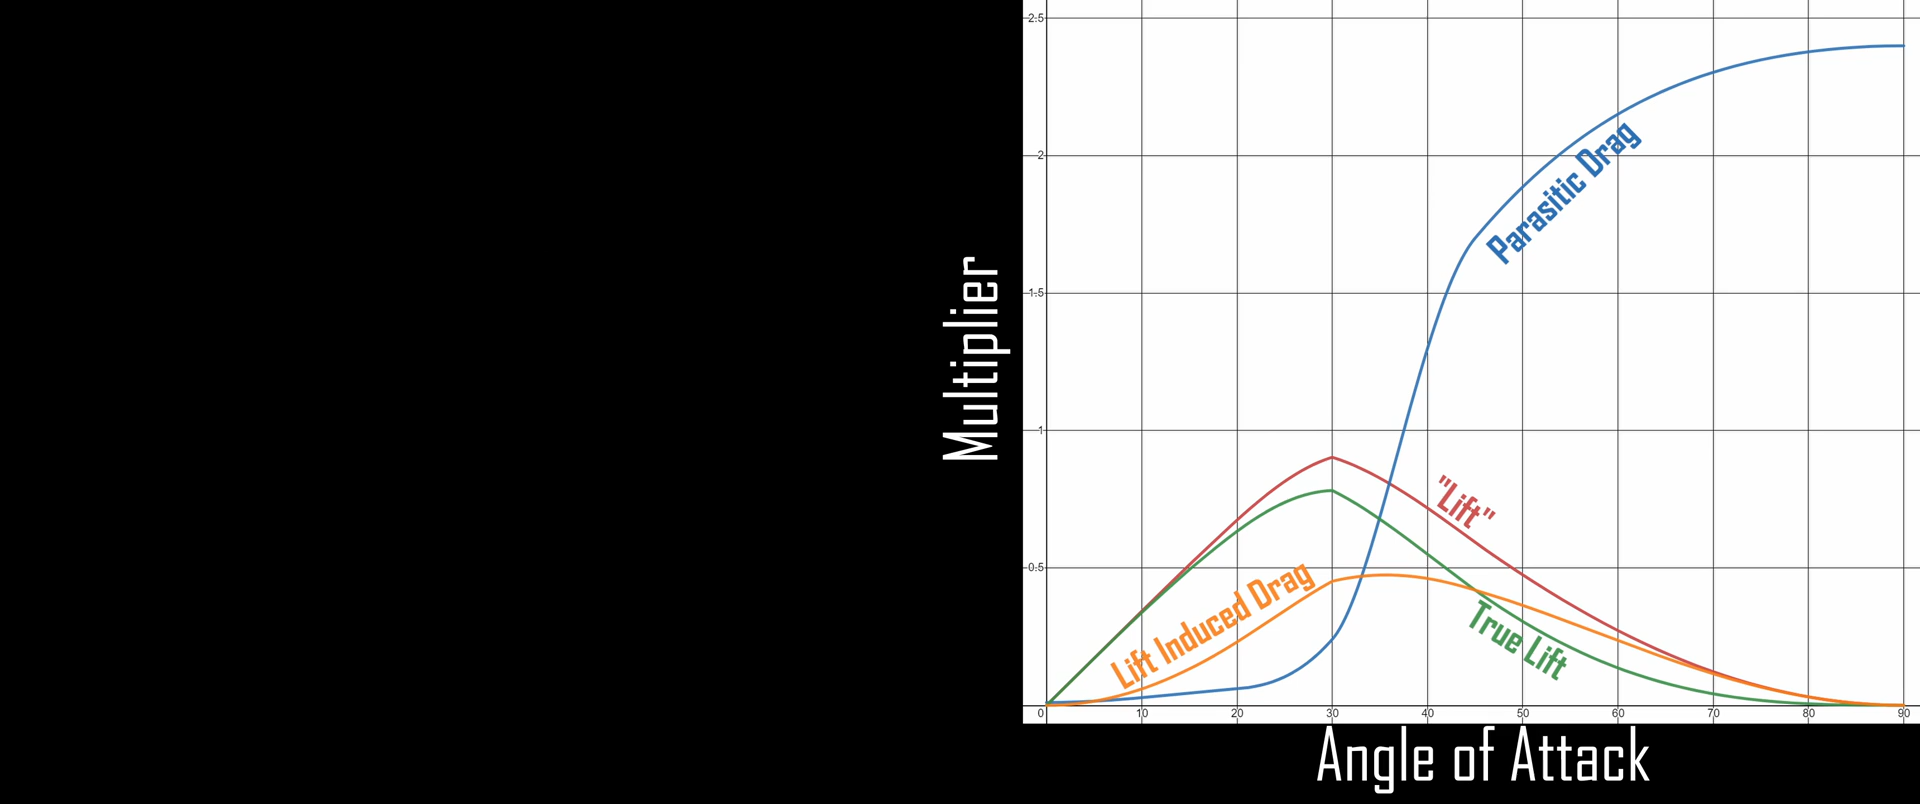 2.5
2
1.5
1
0.5
0
10
20
30
40
50
60
70
80
90
Multiplier
Parasitic Drag
"Lift"
Lift Induced Drag
True Lift
Angle of Attack